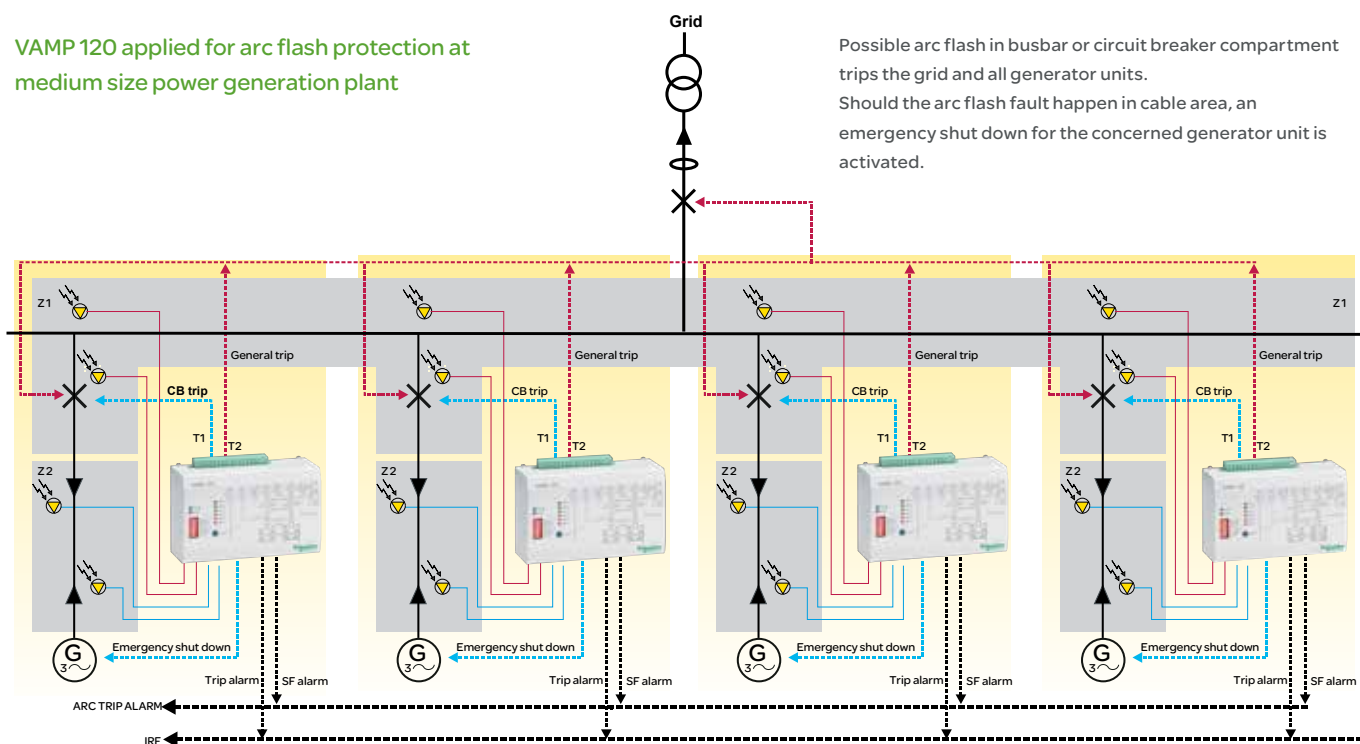 Grid
VAMP 120 applied for arc flash protection at
medium size power generation plant
Possible arc flash in busbar or circuit breaker compartment
trips the grid and all generator units.
Should the arc flash fault happen in cable area, an
emergency shut down for the concerned generator unit is
activated.
Z1 Z1
General trip General trip General trip General trip
CB trip CB trip CB trip CB trip
T1 T2 T1 T2 T1 T2 T1 T2
Z2 Z2 Z2 Z2
G 3~ G 3~ G 3~ G 3~
Emergency shut down Emergency shut down Emergency shut down Emergency shut down
Trip alarm SF alarm Trip alarm SF alarm Trip alarm SF alarm Trip alarm SF alarm
ARC TRIP ALARM
IRF